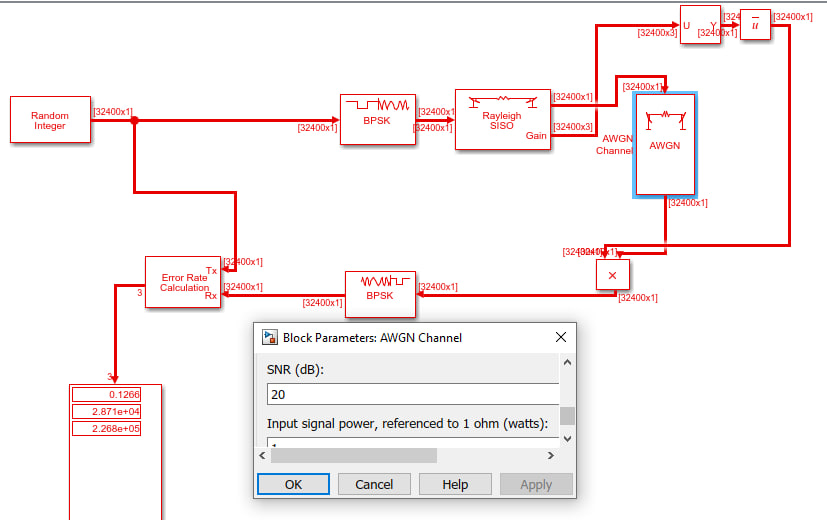 [32400x1]
[32400x1]
[32400x3]
U
Y
[32400x1]
u
Random
Integer
[32400x1]
[32400x1]
BPSK
[32400x1]
[32400x1]
Rayleigh
SISO
Gain
[32400x1]
[32400x3]
[32400x1]
AWGN
Channel
AWGN
[32400x1]
Error Rate
Calculation
Tx
Rx
[32400x1]
[32400x1]
3
[32400x1]
BPSK
[32400x1]
[32400x1]
×
[32400x1]
3
0.1266
2.871e+04
2.268e+05
Block Parameters: AWGN Channel
SNR (dB):
20
Input signal power, referenced to 1 ohm (watts):
OK
Cancel
Help
Apply